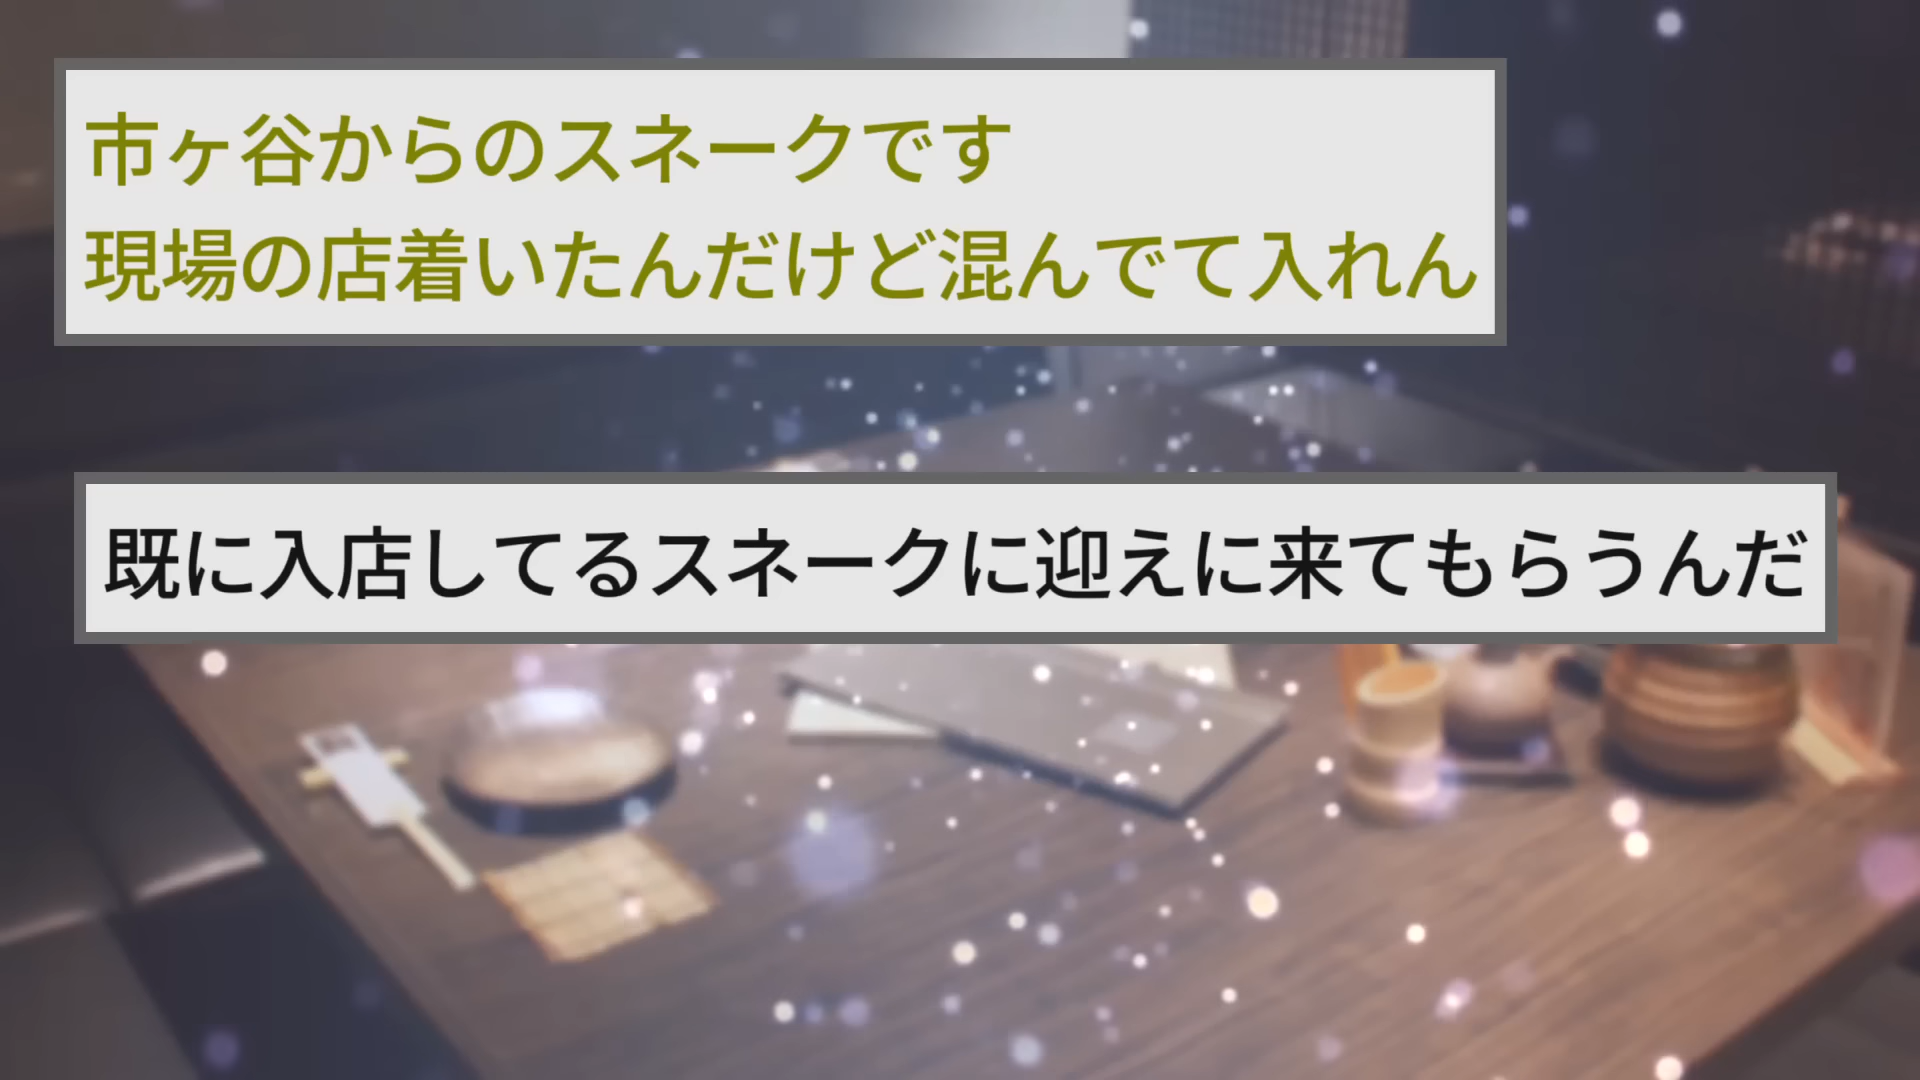 市ヶ谷からのスネークです
現場の店着いたんだけど混んでて入れん
既に入店してるスネークに迎えに来てもらうんだ